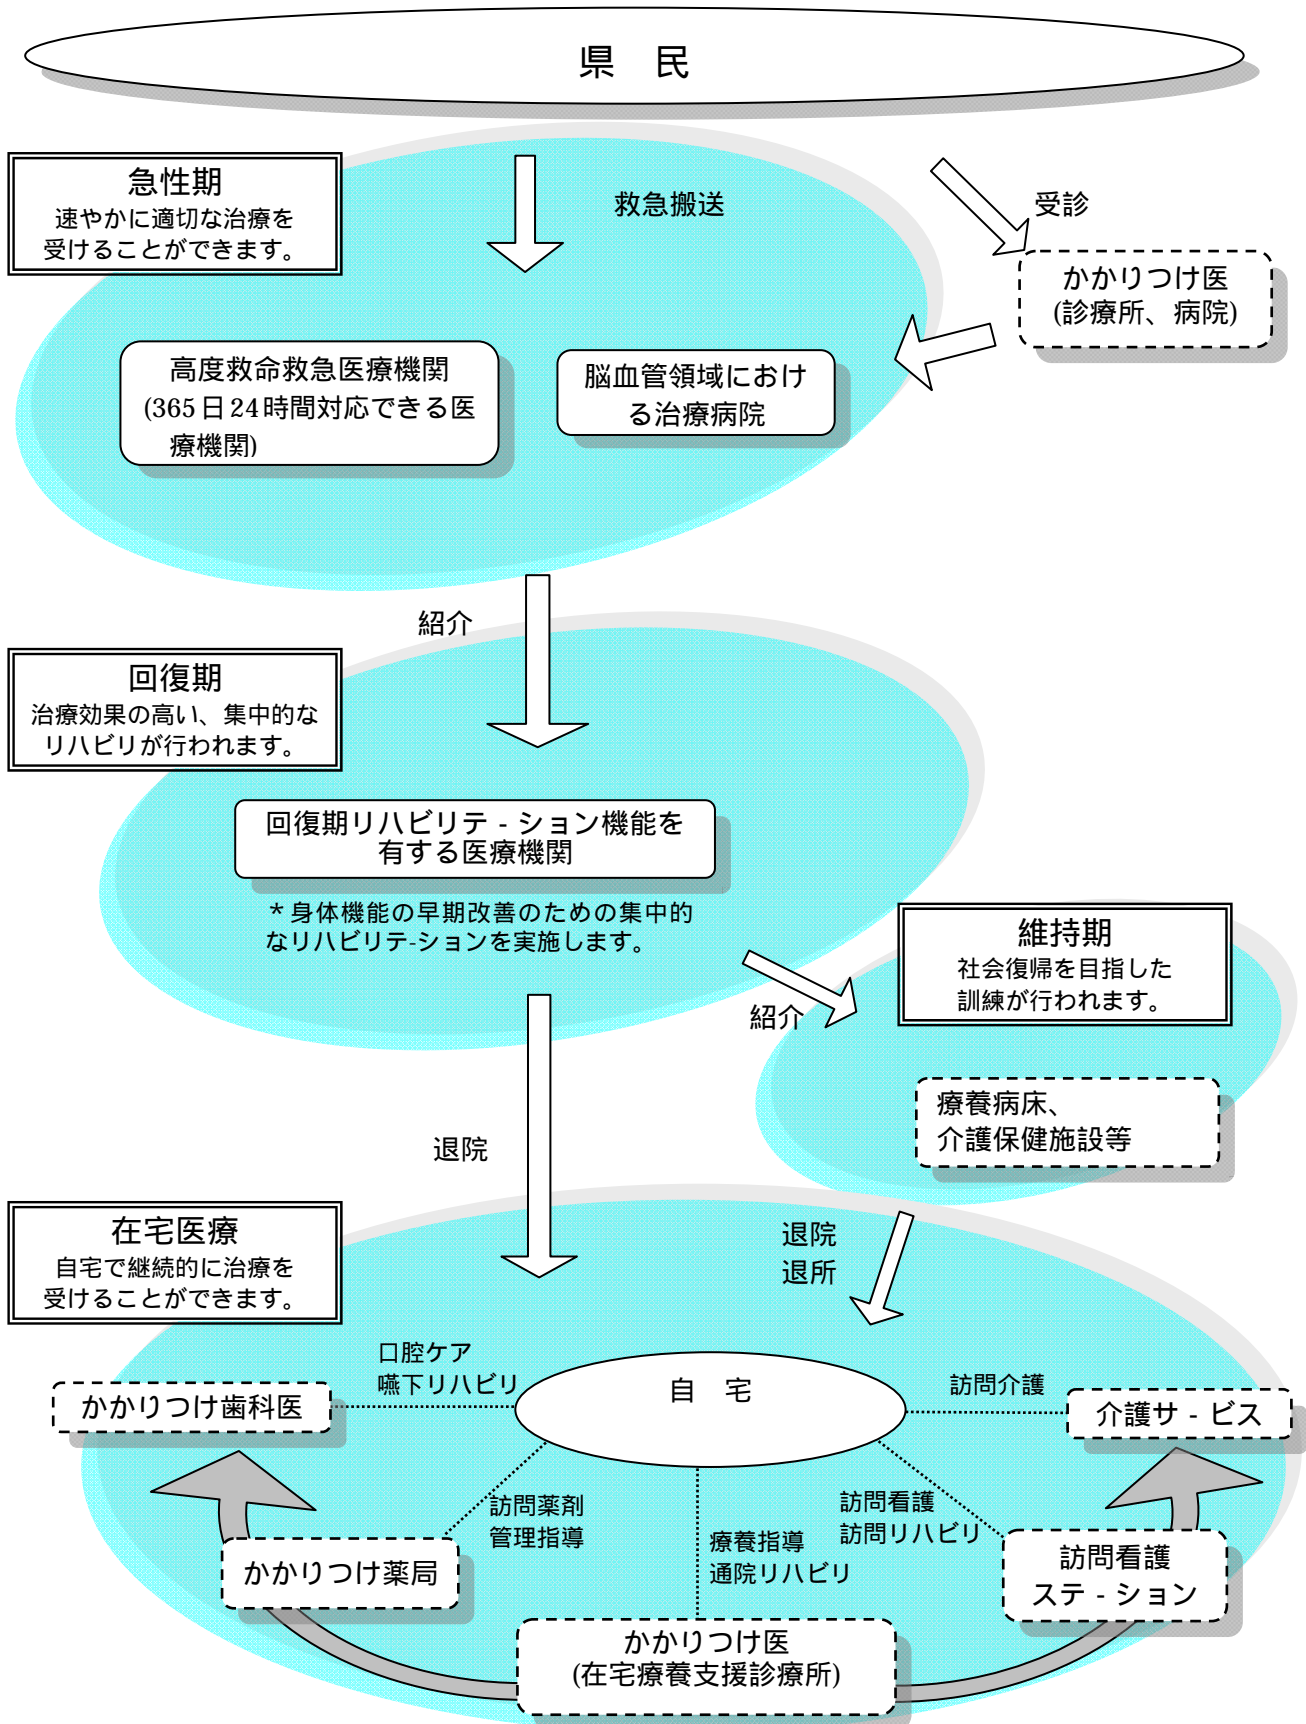 県　民
急性期
速やかに適切な治療を
受けることができます。
救急搬送
受診
かかりつけ医
(診療所、病院)
高度救命救急医療機関
(365日24時間対応できる医
療機関)
脳血管領域におけ
る治療病院
紹介
回復期
治療効果の高い、集中的な
リハビリが行われます。
回復期リハビリテ-ション機能を
有する医療機関
*身体機能の早期改善のための集中的
なリハビリテ-ションを実施します。
紹介
維持期
社会復帰を目指した
訓練が行われます。
療養病床、
介護保健施設等
退院
退院
退所
在宅医療
自宅で継続的に治療を
受けることができます。
口腔ケア
嚥下リハビリ
かかりつけ歯科医
自　宅
訪問介護
介護サ-ビス
訪問薬剤
管理指導
かかりつけ薬局
療養指導
通院リハビリ
訪問看護
訪問リハビリ
訪問看護
ステ-ション
かかりつけ医
(在宅療養支援診療所)